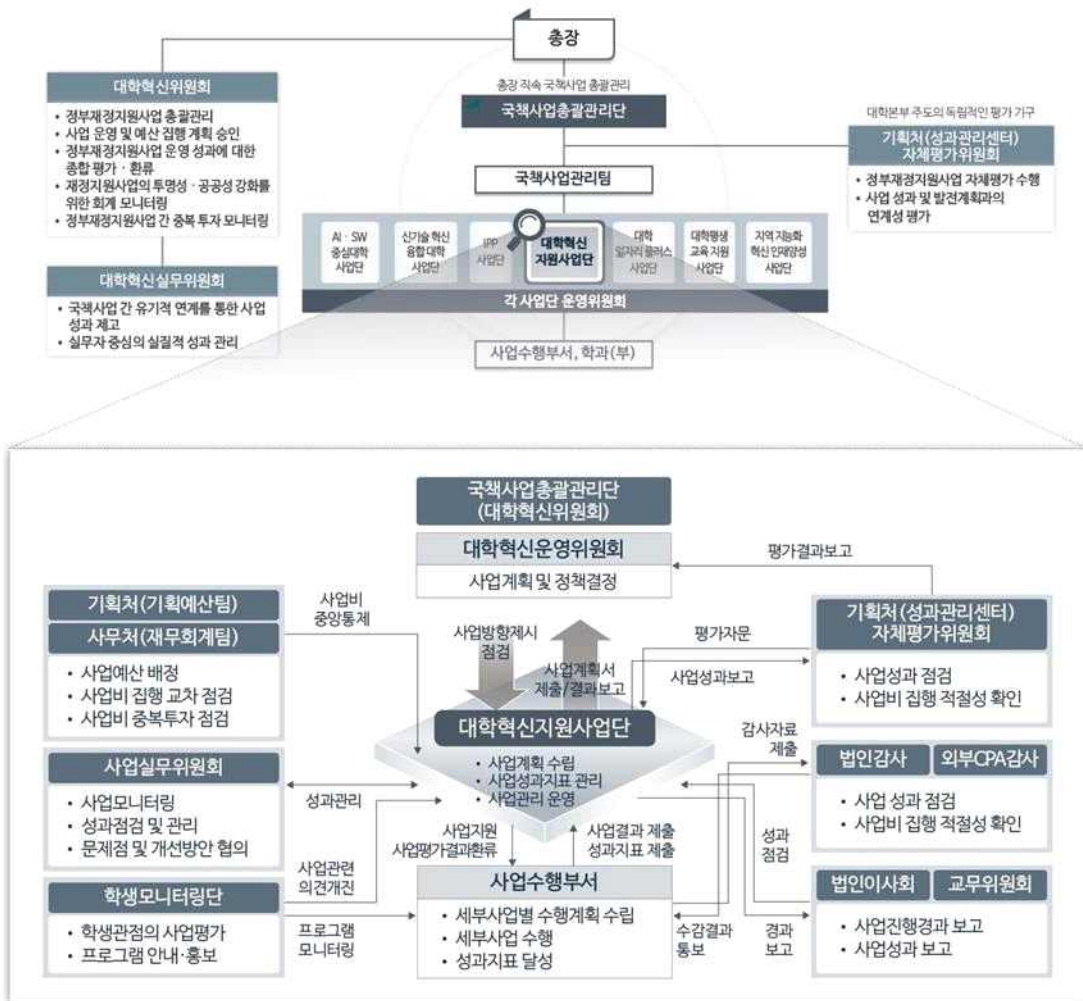 총장
총장 직속 국책사업 총괄관리
국책사업총괄관리단
국책사업관리팀
대학혁신위원회
• 정부재정지원사업 총괄관리
• 사업 운영 및 예산 집행 계획 승인
• 정부재정지원사업 운영 성과에 대한
종합 평가 · 환류
• 재정지원사업의 투명성 · 공공성 강화를
위한 회계 모니터링
• 정부재정지원사업 간 중복 투자 모니터링
대학혁신실무위원회
• 국책사업 간 유기적 연계를 통한 사업
성과 제고
• 실무자 중심의 실질적 성과 관리
대학본부 주도의 독립적인 평가 기구
기획처(성과관리센터)
자체평가위원회
• 정부재정지원사업 자체평가 수행
• 사업 성과 및 발전계획과의
연계성 평가
AI · SW
중심대학
사업단
신기술 혁신
융합 대학
사업단
IPP
사업단
대학혁신
지원사업단
대학
일자리 플러스
사업단
대학평생
교육 지원
사업단
지역 지능화
혁신 인재양성
사업단
각 사업단 운영위원회
사업수행부서, 학과(부)
국책사업총괄관리단
(대학혁신위원회)
대학혁신운영위원회
사업계획 및 정책결정
평가결과보고
기획처(기획예산팀)
사무처(재무회계팀)
• 사업예산 배정
• 사업비 집행 교차 점검
• 사업비 중복투자 점검
사업비
중앙통제
사업방향제시
점검
사업계획서
제출/결과보고
평가자문
사업성과보고
기획처(성과관리센터)
자체평가위원회
• 사업성과 점검
• 사업비 집행 적절성 확인
대학혁신지원사업단
• 사업계획 수립
• 사업성과지표 관리
• 사업관리 운영
사업실무위원회
• 사업모니터링
• 성과점검 및 관리
• 문제점 및 개선방안 협의
성과관리
감사자료
제출
법인감사
외부CPA감사
• 사업 성과 점검
• 사업비 집행 적절성 확인
사업지원
사업평가결과환류
사업결과 제출
성과지표 제출
성과
점검
학생모니터링단
• 학생관점의 사업평가
• 프로그램 안내·홍보
사업관련
의견개진
프로그램
모니터링
사업수행부서
• 세부사업별 수행계획 수립
• 세부사업 수행
• 성과지표 달성
수감결과
통보
경과
보고
법인이사회
교무위원회
• 사업진행경과 보고
• 사업성과 보고